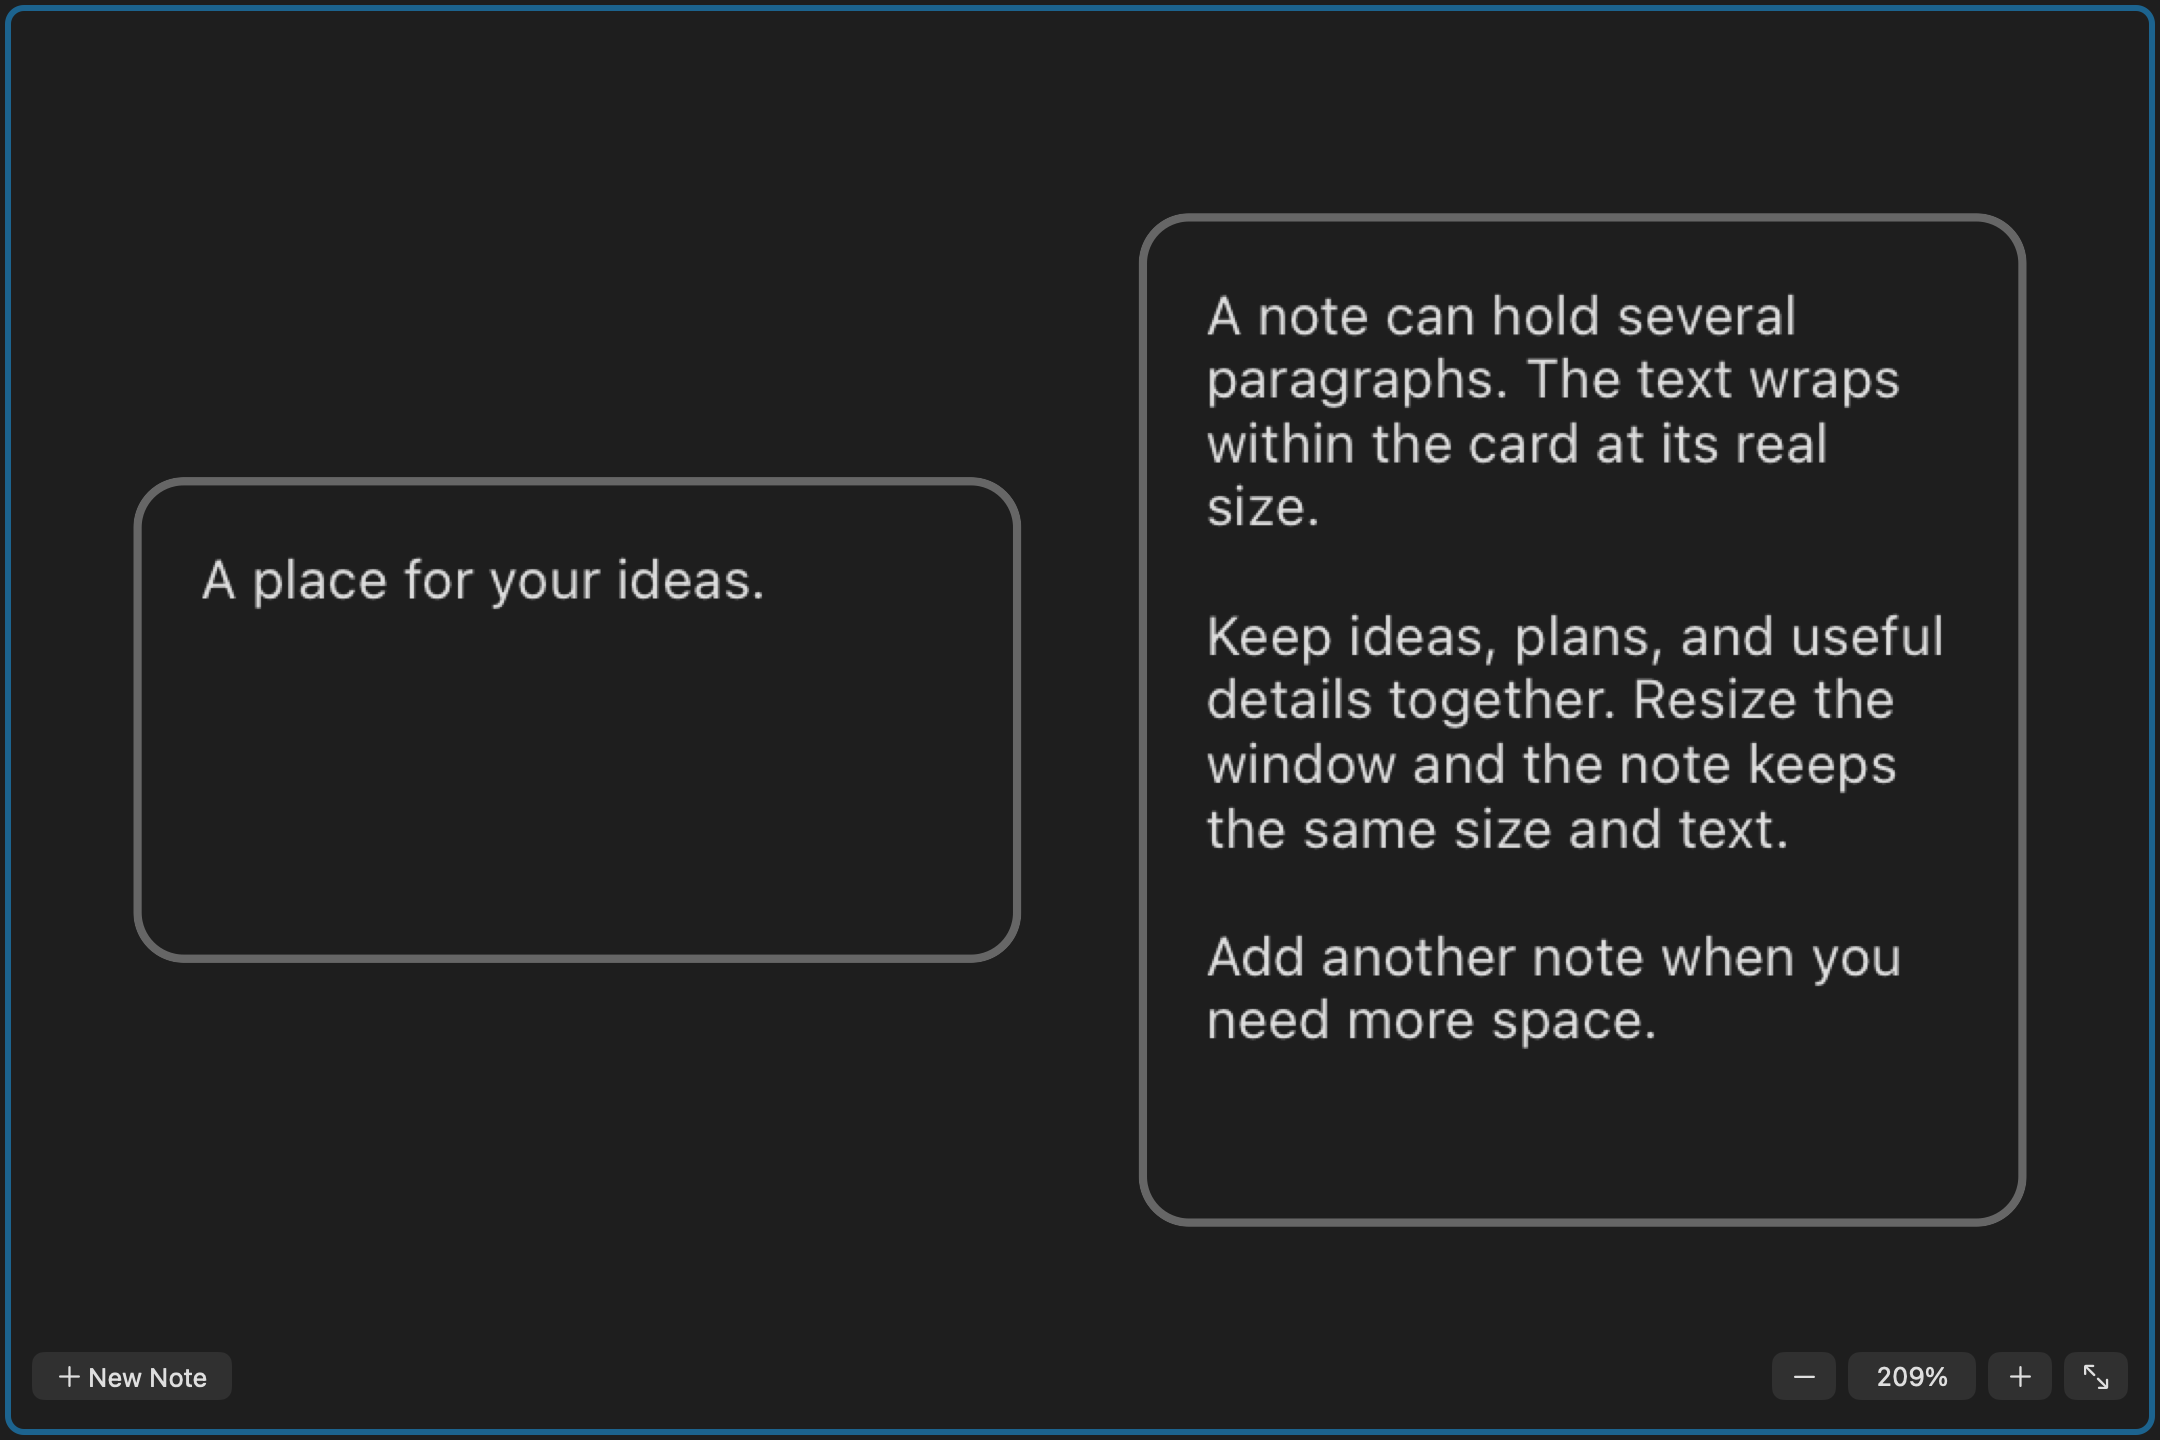 A place for your ideas.
A note can hold several
paragraphs. The text wraps
within the card at its real
size.
Keep ideas, plans, and useful
details together. Resize the
window and the note keeps
the same size and text.
Add another note when you
need more space.
+ New Note
− 209% +